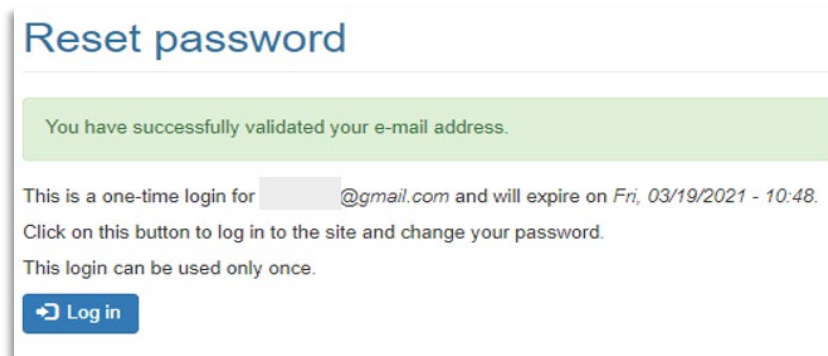 Reset password
You have successfully validated your e-mail address.
This is a one-time login for @gmail.com and will expire on Fri, 03/19/2021 - 10:48.
Click on this button to log in to the site and change your password.
This login can be used only once.
Log in